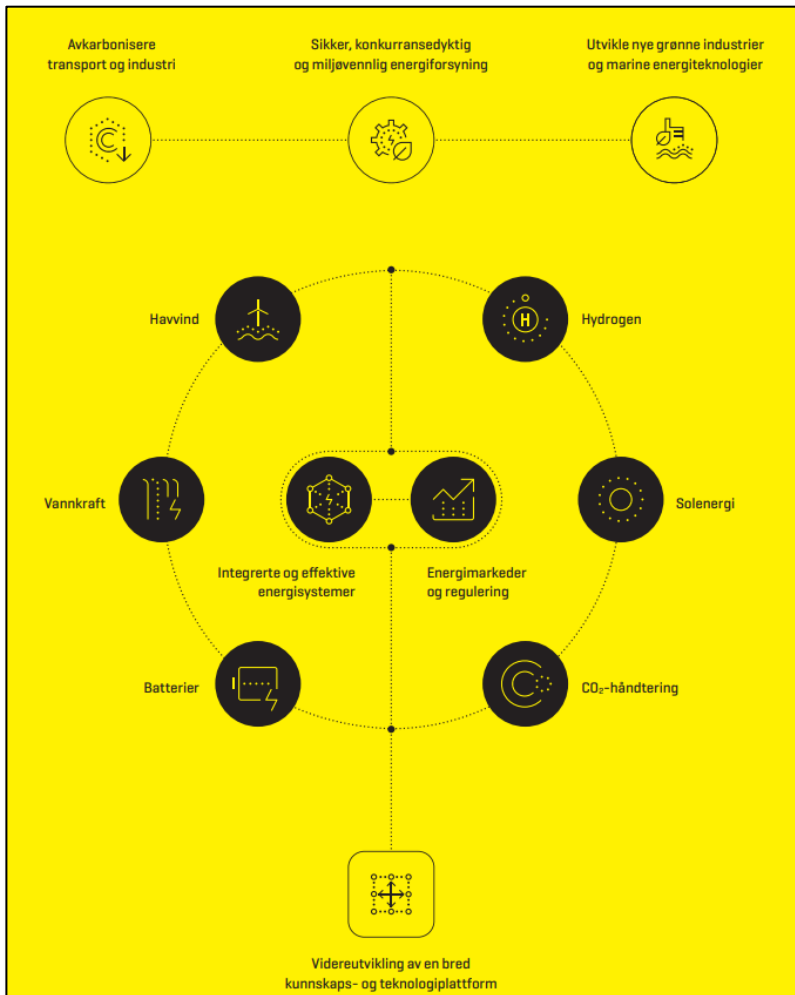 Avkarbonisere
transport og industri
Sikker, konkurransedyktig
og miljøvennlig energiforsyning
Utvikle nye grønne industrier
og marine energiteknologier
Havvind
H
Hydrogen
Vannkraft
Solenergi
Integrerte og effektive
energisystemer
Energimarkeder
og regulering
Batterier
CO₂-håndtering
Videreutvikling av en bred
kunnskaps- og teknologiplattform